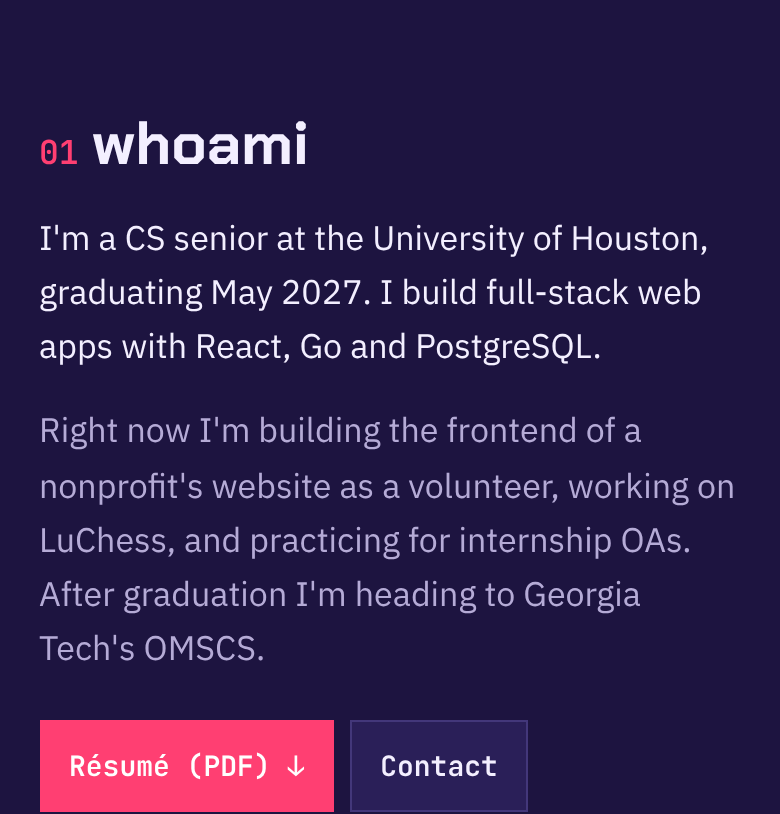 01 whoami
I'm a CS senior at the University of Houston,
graduating May 2027. I build full-stack web
apps with React, Go and PostgreSQL.
Right now I'm building the frontend of a
nonprofit's website as a volunteer, working on
LuChess, and practicing for internship OAs.
After graduation I'm heading to Georgia
Tech's OMSCS.
Résumé (PDF) ↓ Contact